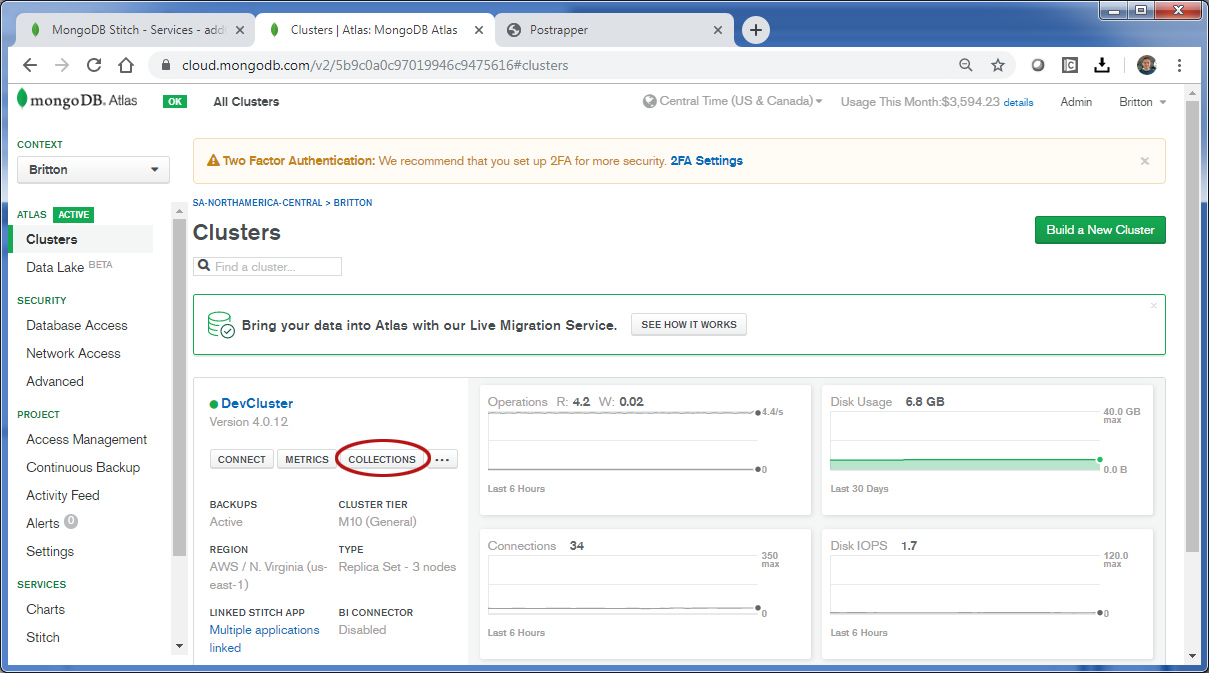 MongoDB Stitch - Services - add
Clusters | Atlas: MongoDB Atlas
Postrapper
cloud.mongodb.com/v2/5b9c0a0c97019946c9475616#clusters
mongoDB. Atlas
OK
All Clusters
Central Time (US & Canada)
Usage This Month:$3,594.23 details
Admin
Britton
CONTEXT
Britton
ATLAS ACTIVE
Clusters
Data Lake BETA
SECURITY
Database Access
Network Access
Advanced
PROJECT
Access Management
Continuous Backup
Activity Feed
Alerts 0
Settings
SERVICES
Charts
Stitch
Two Factor Authentication: We recommend that you set up 2FA for more security. 2FA Settings
SA-NORTHAMERICA-CENTRAL > BRITTON
Clusters
Build a New Cluster
Find a cluster...
Bring your data into Atlas with our Live Migration Service.
SEE HOW IT WORKS
DevCluster
Version 4.0.12
CONNECT
METRICS
COLLECTIONS
...
BACKUPS
Active
CLUSTER TIER
M10 (General)
REGION
AWS / N. Virginia (us-
east-1)
TYPE
Replica Set - 3 nodes
LINKED STITCH APP
Multiple applications
linked
BI CONNECTOR
Disabled
Operations R: 4.2 W: 0.02
4.4/s
0
Last 6 Hours
Disk Usage 6.8 GB
40.0 GB
max
0.0 B
Last 30 Days
Connections 34
350
max
0
Last 6 Hours
Disk IOPS 1.7
120.0
max
0
Last 6 Hours